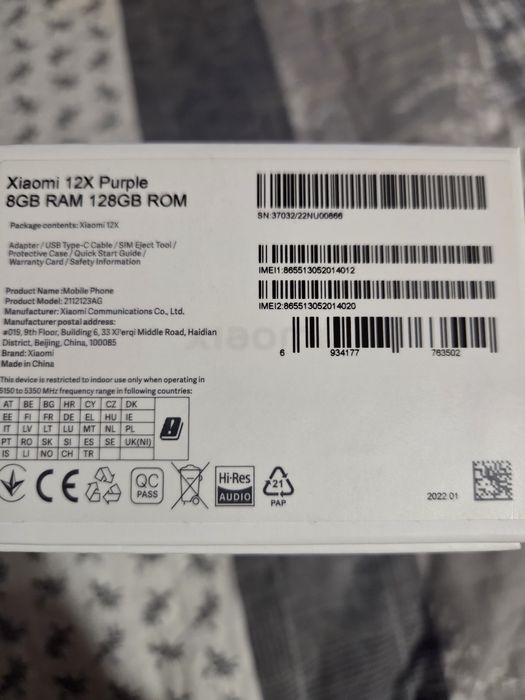 Xiaomi 12X Purple
8GB RAM 128GB ROM
Package contents: Xiaomi 12X
Adapter / USB Type-C Cable / SIM Eject Tool /
Protective Case / Quick Start Guide /
Warranty Card / Safety Information
Product Name :Mobile Phone
Product Model: 2112123AG
Manufacturer: Xiaomi Communications Co., Ltd.
Manufacturer postal address:
#019, 9th Floor, Building 6, 33 Xi'erqi Middle Road, Haidian
District, Beijing, China, 100085
Brand: Xiaomi
Made in China
This device is restricted to indoor use only when operating in
5150 to 5350 MHz frequency range in following countries:
AT BE BG HR CY CZ DK
EE FI FR DE EL HU IE
IT LV LT LU MT NL PL
PT RO SK SI ES SE UK(NI)
IS LI NO CH TR
QC
PASS
Hi-Res
AUDIO
21
PAP
SN:37032/22NU00666
IMEI1:865513052014012
IMEI2:865513052014020
6 934177 763502
2022 01